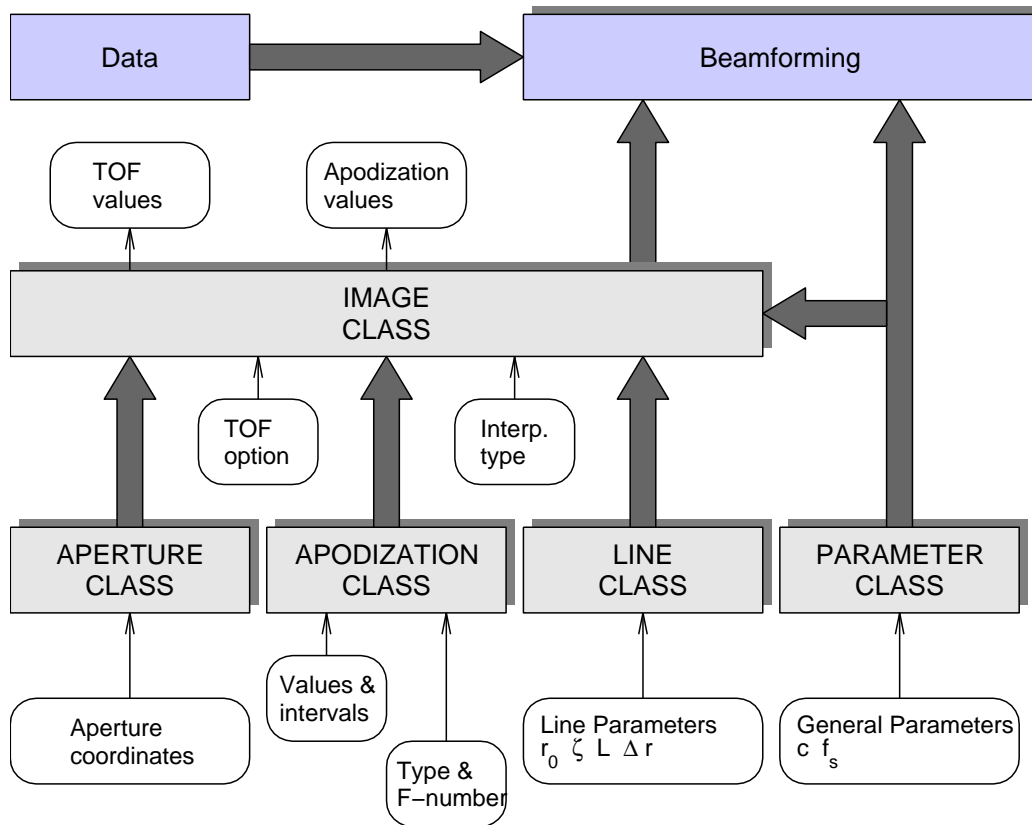 Data
Beamforming
TOF
values
Apodization
values
IMAGE
CLASS
TOF
option
Interp.
type
APERTURE
CLASS
APODIZATION
CLASS
LINE
CLASS
PARAMETER
CLASS
Aperture
coordinates
Values &
intervals
Type &
F−number
Line Parameters
r₀ ζ L Δ r
General Parameters
c fₛ